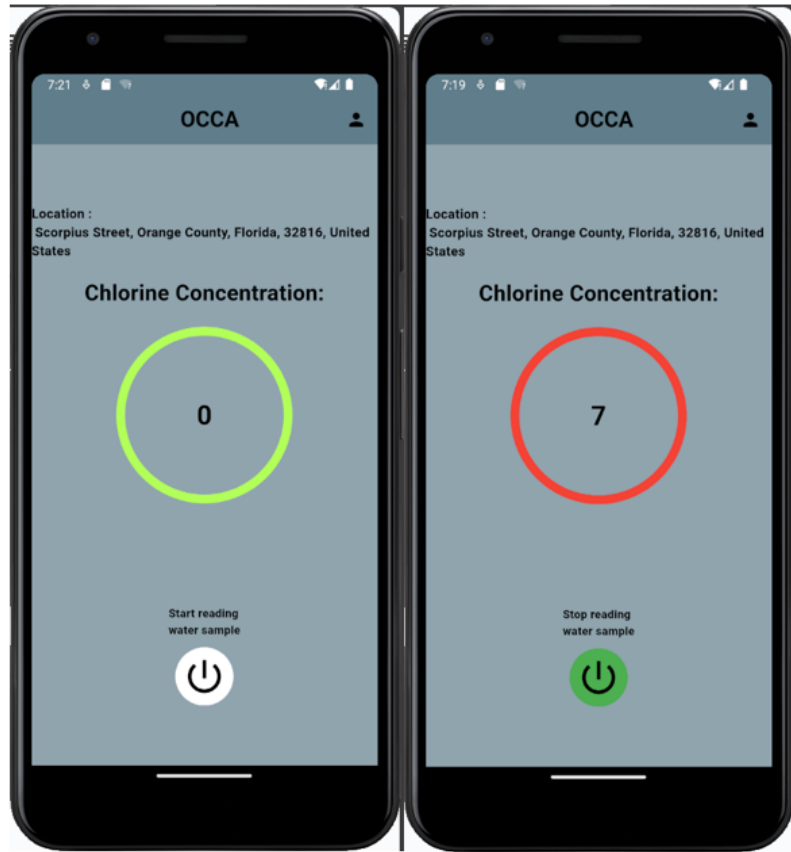 7:21
OCCA
Location :
Scorpius Street, Orange County, Florida, 32816, United
States
Chlorine Concentration:
0
Start reading
water sample
7:19
OCCA
Location :
Scorpius Street, Orange County, Florida, 32816, United
States
Chlorine Concentration:
7
Stop reading
water sample